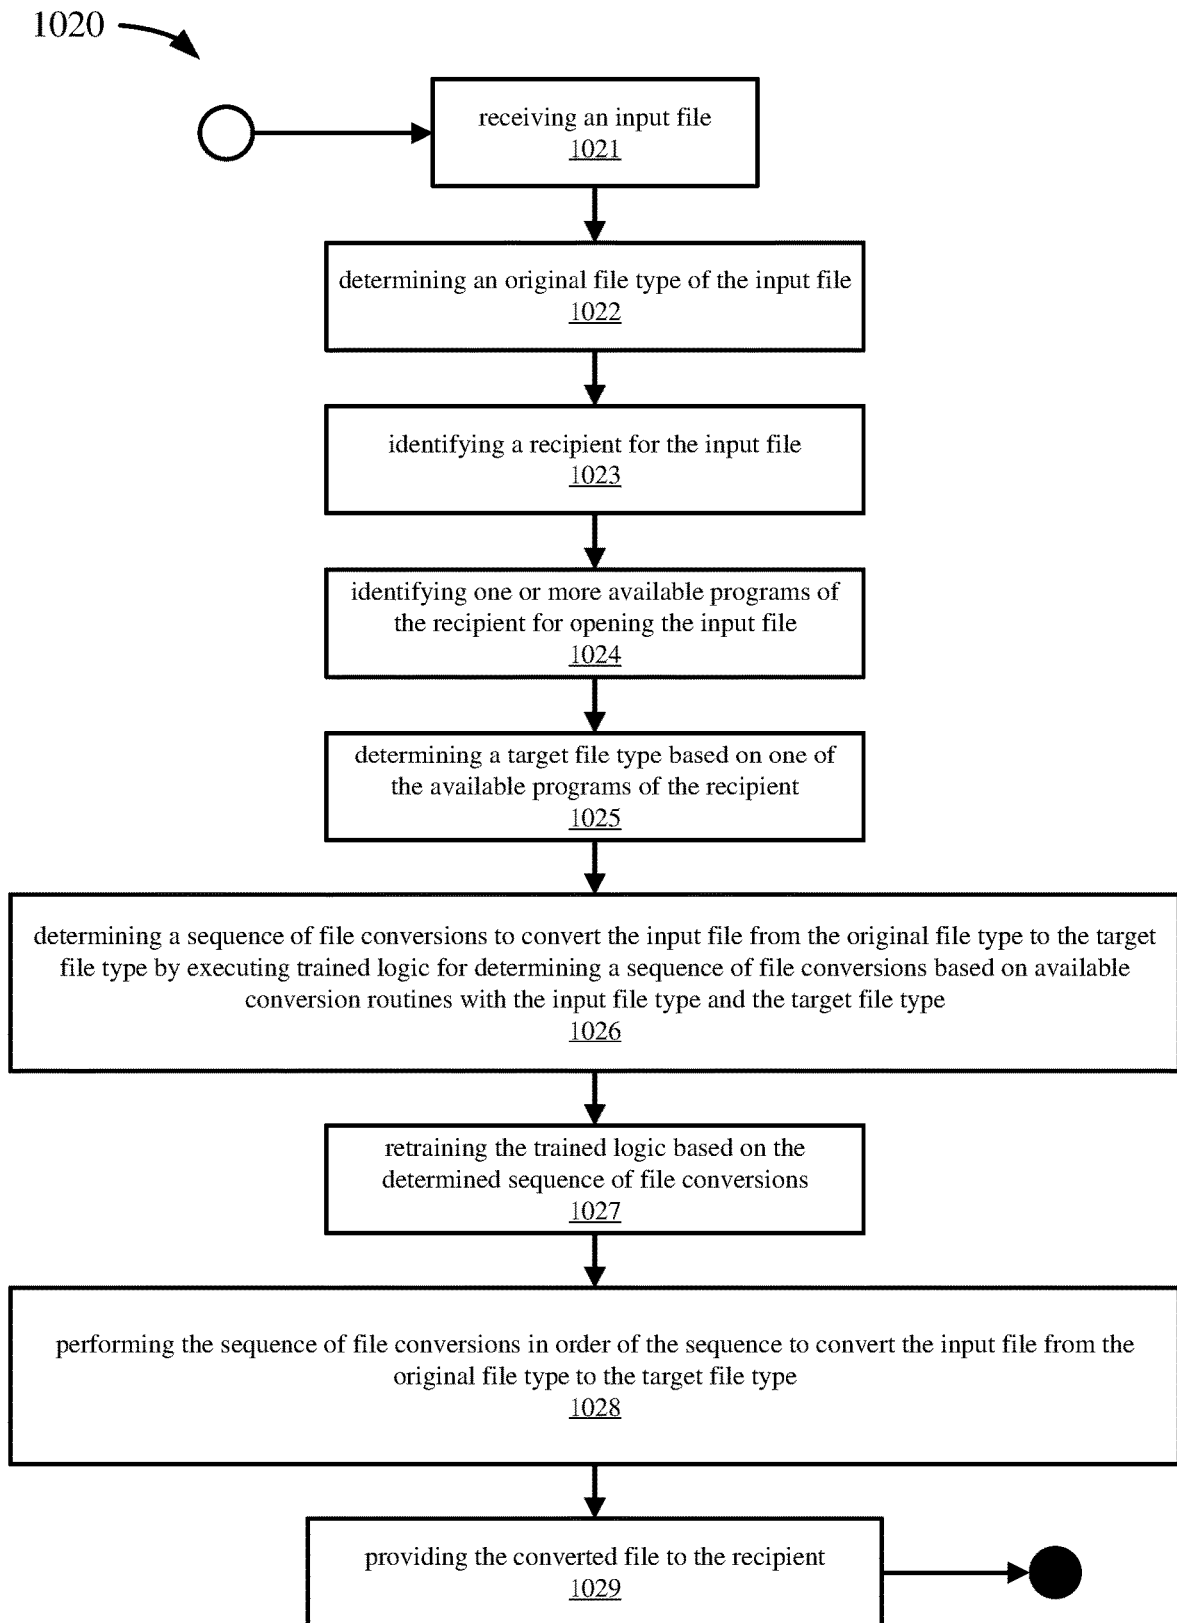 1020
receiving an input file
1021
determining an original file type of the input file
1022
identifying a recipient for the input file
1023
identifying one or more available programs of
the recipient for opening the input file
1024
determining a target file type based on one of
the available programs of the recipient
1025
determining a sequence of file conversions to convert the input file from the original file type to the target
file type by executing trained logic for determining a sequence of file conversions based on available
conversion routines with the input file type and the target file type
1026
retraining the trained logic based on the
determined sequence of file conversions
1027
performing the sequence of file conversions in order of the sequence to convert the input file from the
original file type to the target file type
1028
providing the converted file to the recipient
1029